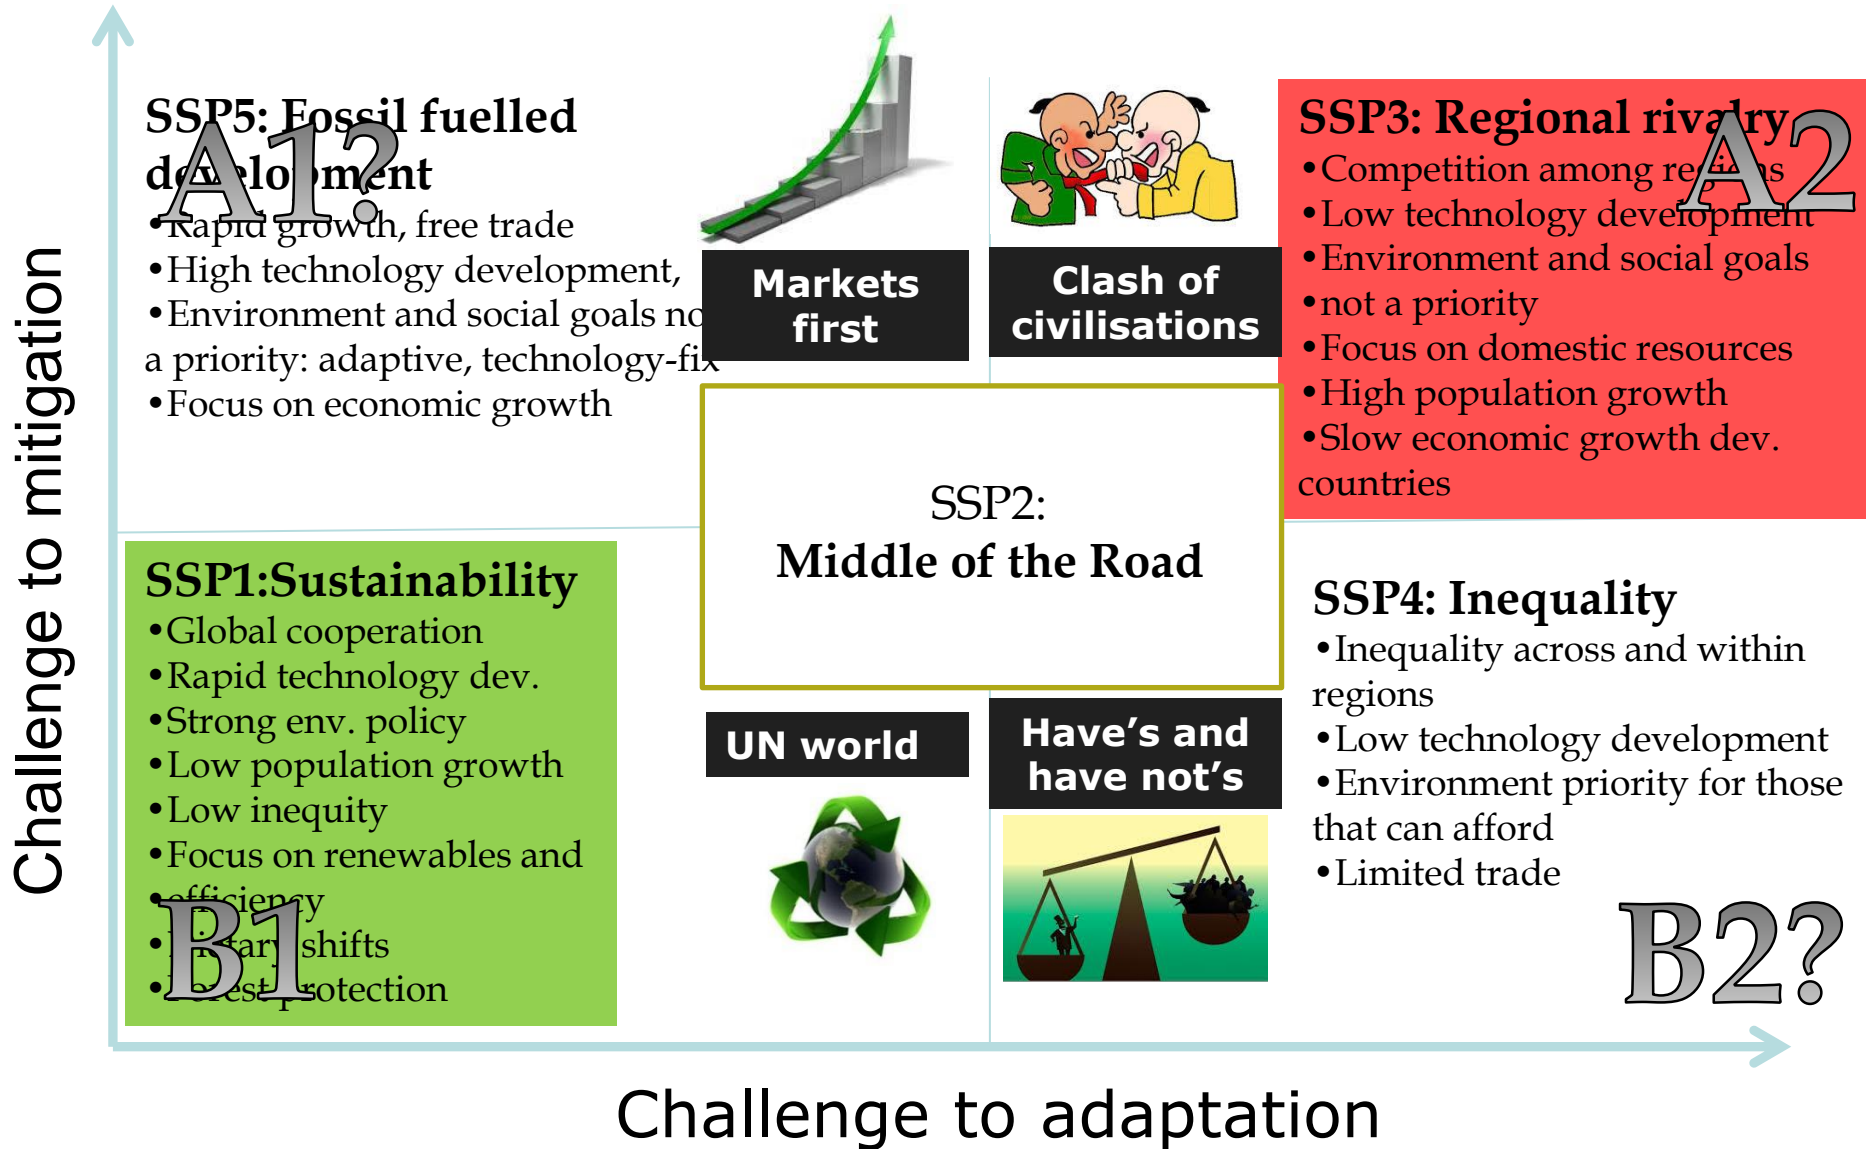 Challenge to mitigation
SSP5: Fossil fuelled
development
A1?
•Rapid growth, free trade
•High technology development,
•Environment and social goals no
a priority: adaptive, technology-fix
•Focus on economic growth
Markets
first
Clash of
civilisations
SSP3: Regional rivalry
A2
•Competition among regions
•Low technology development
•Environment and social goals
•not a priority
•Focus on domestic resources
•High population growth
•Slow economic growth dev.
countries
SSP2:
Middle of the Road
SSP1:Sustainability
•Global cooperation
•Rapid technology dev.
•Strong env. policy
•Low population growth
•Low inequity
•Focus on renewables and
•efficiency
•Dietary shifts
•Forest protection
B1
UN world
Have's and
have not's
SSP4: Inequality
•Inequality across and within
regions
•Low technology development
•Environment priority for those
that can afford
•Limited trade
B2?
Challenge to adaptation